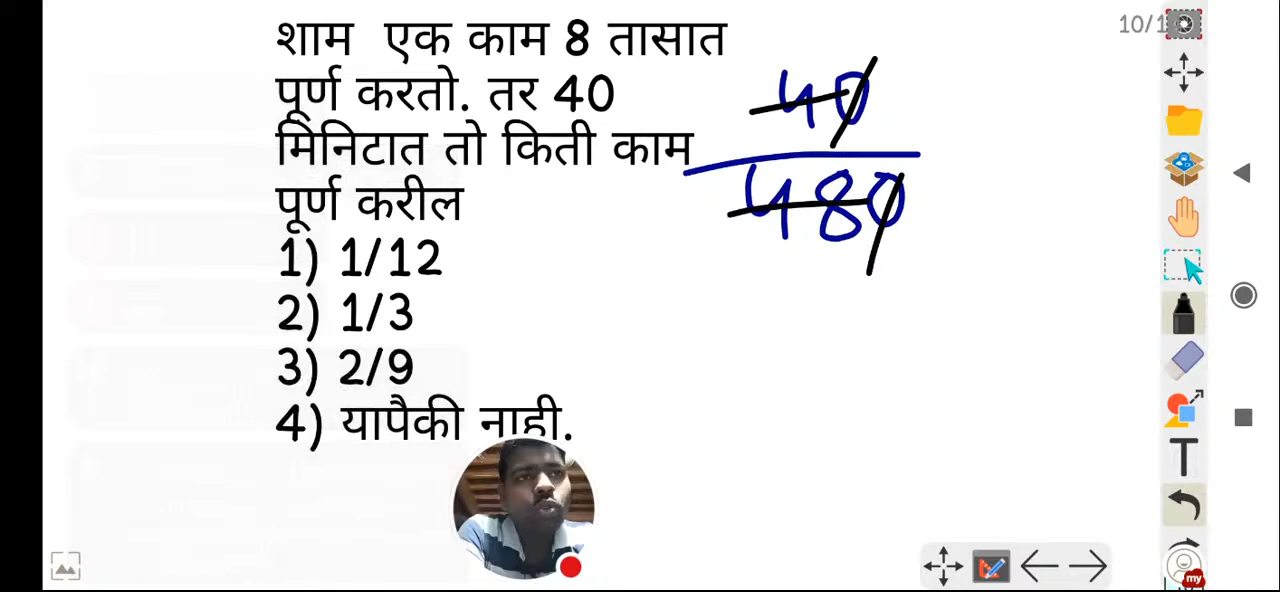 शाम एक काम 8 तासात
पूर्ण करतो. तर 40
मिनिटात तो किती काम
पूर्ण करील
1) 1/12
2) 1/3
3) 2/9
4) यापैकी नाही.
40
480
10/1
T
my